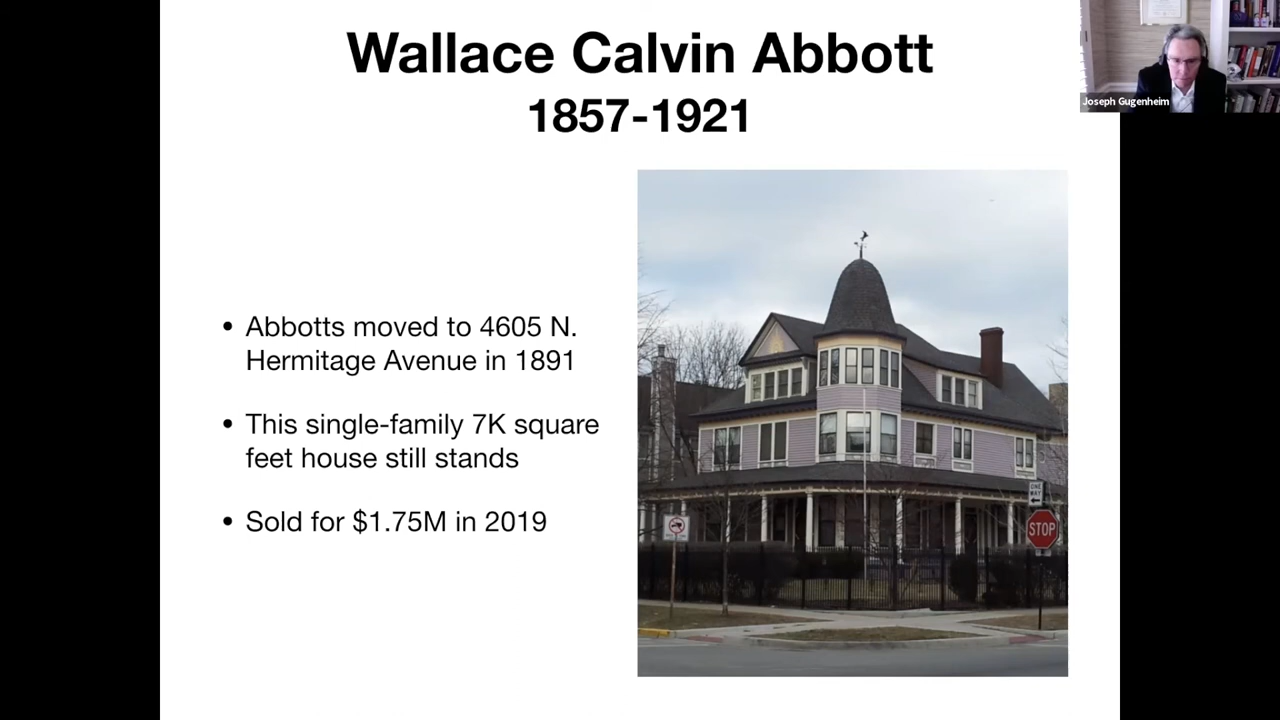 Wallace Calvin Abbott
1857-1921
Joseph Gugenheim
• Abbotts moved to 4605 N.
Hermitage Avenue in 1891
• This single-family 7K square
feet house still stands
• Sold for $1.75M in 2019
ONE
WAY
STOP